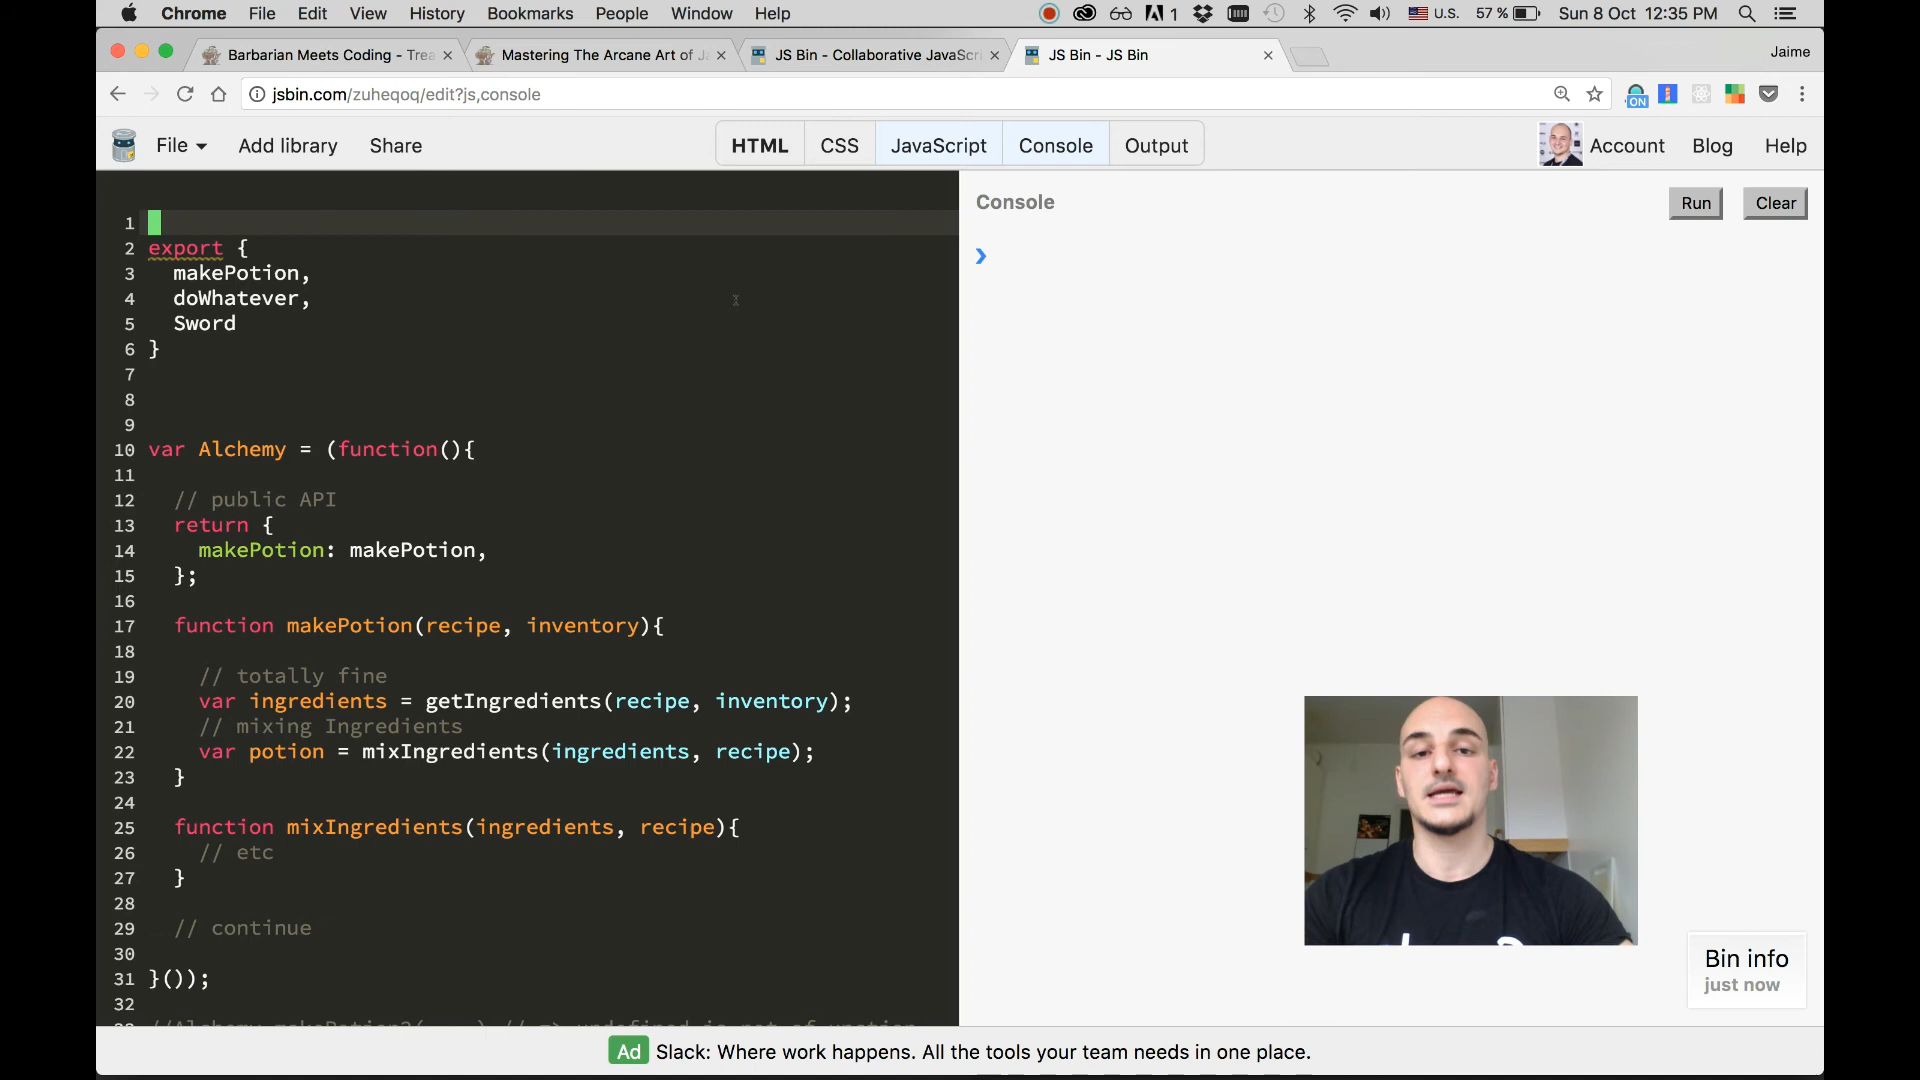 Chrome File Edit View History Bookmarks People Window Help 1 U.S. 57 % Sun 8 Oct 12:35 PM
Barbarian Meets Coding - Trea Mastering The Arcane Art of Ja JS Bin - Collaborative JavaScri JS Bin - JS Bin Jaime
jsbin.com/zuheqoq/edit?js,console ON
File Add library Share HTML CSS JavaScript Console Output Account Blog Help
Console Run Clear
1
2 export {
3 makePotion,
4 doWhatever,
5 Sword
6 }
7
8
9
10 var Alchemy = (function(){
11
12 // public API
13 return {
14 makePotion: makePotion,
15 };
16
17 function makePotion(recipe, inventory){
18
19 // totally fine
20 var ingredients = getIngredients(recipe, inventory);
21 // mixing Ingredients
22 var potion = mixIngredients(ingredients, recipe);
23 }
24
25 function mixIngredients(ingredients, recipe){
26 // etc
27 }
28
29 // continue
30
31 }());
32
Bin info
just now
Ad Slack: Where work happens. All the tools your team needs in one place.